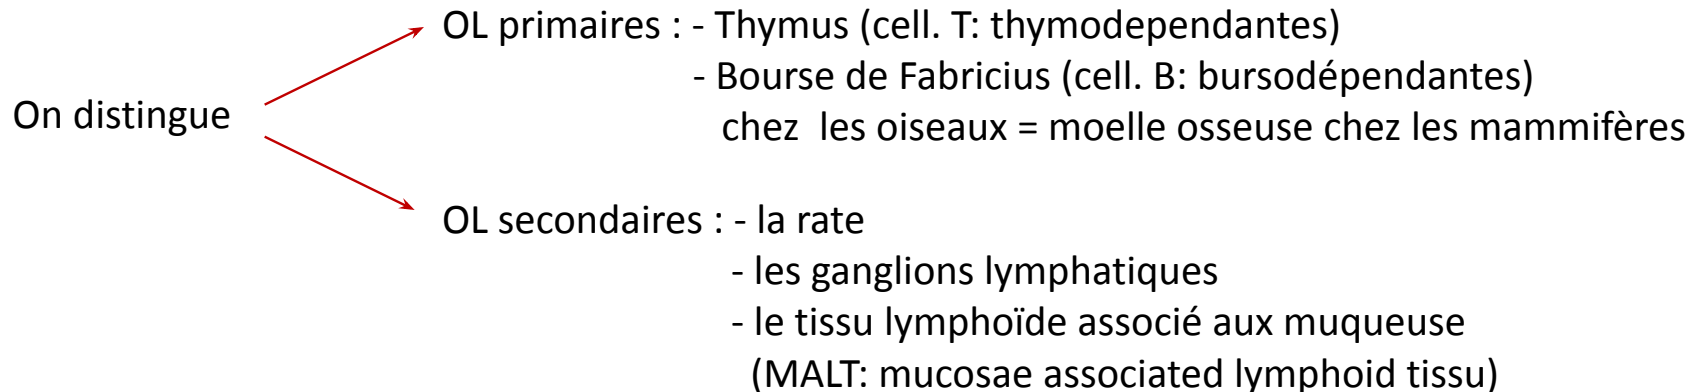 OL primaires : - Thymus (cell. T: thymodependantes)
- Bourse de Fabricius (cell. B: bursodépendantes)
On distingue
chez les oiseaux = moelle osseuse chez les mammifères
OL secondaires : - la rate
- les ganglions lymphatiques
- le tissu lymphoïde associé aux muqueuse
(MALT: mucosae associated lymphoid tissu)